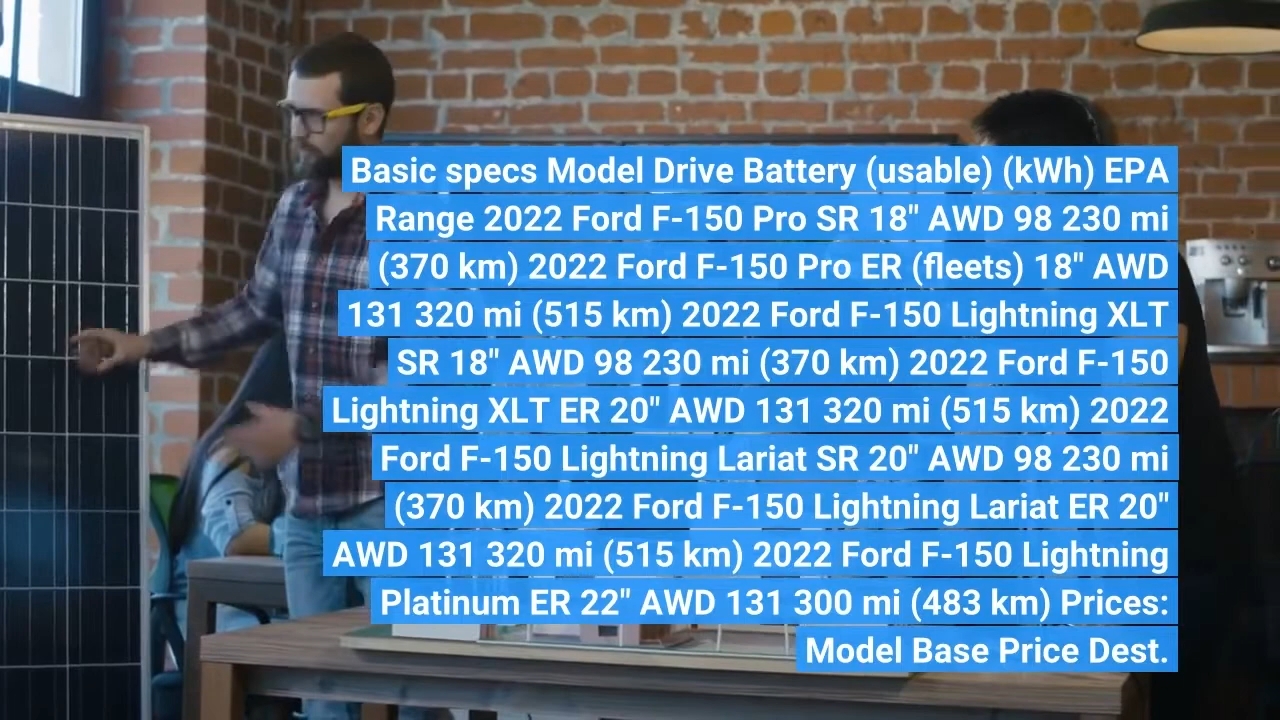 Basic specs Model Drive Battery (usable) (kWh) EPA
Range 2022 Ford F-150 Pro SR 18" AWD 98 230 mi
(370 km) 2022 Ford F-150 Pro ER (fleets) 18" AWD
131 320 mi (515 km) 2022 Ford F-150 Lightning XLT
SR 18" AWD 98 230 mi (370 km) 2022 Ford F-150
Lightning XLT ER 20" AWD 131 320 mi (515 km) 2022
Ford F-150 Lightning Lariat SR 20" AWD 98 230 mi
(370 km) 2022 Ford F-150 Lightning Lariat ER 20"
AWD 131 320 mi (515 km) 2022 Ford F-150 Lightning
Platinum ER 22" AWD 131 300 mi (483 km) Prices:
Model Base Price Dest.